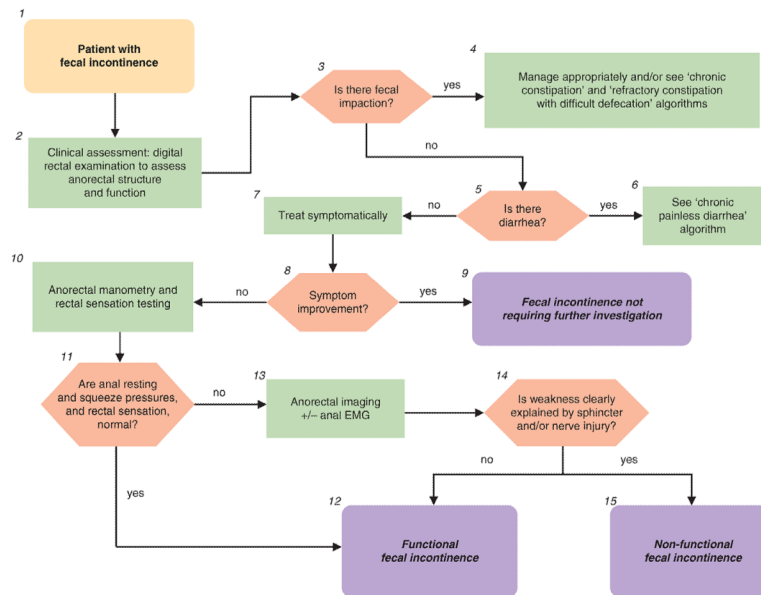 1
Patient with
fecal incontinence
2
Clinical assessment: digital
rectal examination to assess
anorectal structure
and function
3
Is there fecal
impaction?
yes
4
Manage appropriately and/or see ‘chronic
constipation’ and ‘refractory constipation
with difficult defecation’ algorithms
no
5
Is there
diarrhea?
yes
6
See ‘chronic
painless diarrhea’
algorithm
no
7
Treat symptomatically
8
Symptom
improvement?
yes
9
Fecal incontinence not
requiring further investigation
no
10
Anorectal manometry and
rectal sensation testing
11
Are anal resting
and squeeze pressures,
and rectal sensation,
normal?
no
13
Anorectal imaging
+/– anal EMG
14
Is weakness clearly
explained by sphincter
and/or nerve injury?
no
yes
yes
12
Functional
fecal incontinence
15
Non-functional
fecal incontinence